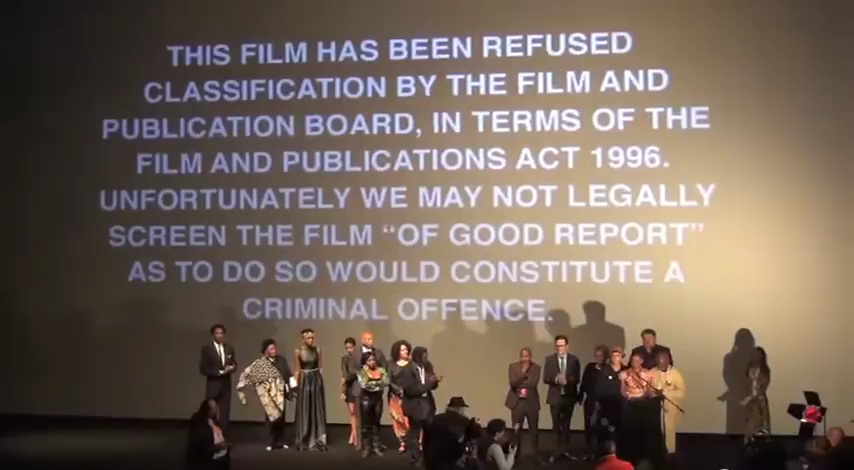 THIS FILM HAS BEEN REFUSED
CLASSIFICATION BY THE FILM AND
PUBLICATION BOARD, IN TERMS OF THE
FILM AND PUBLICATIONS ACT 1996.
UNFORTUNATELY WE MAY NOT LEGALLY
SCREEN THE FILM “OF GOOD REPORT”
AS TO DO SO WOULD CONSTITUTE A
CRIMINAL OFFENCE.